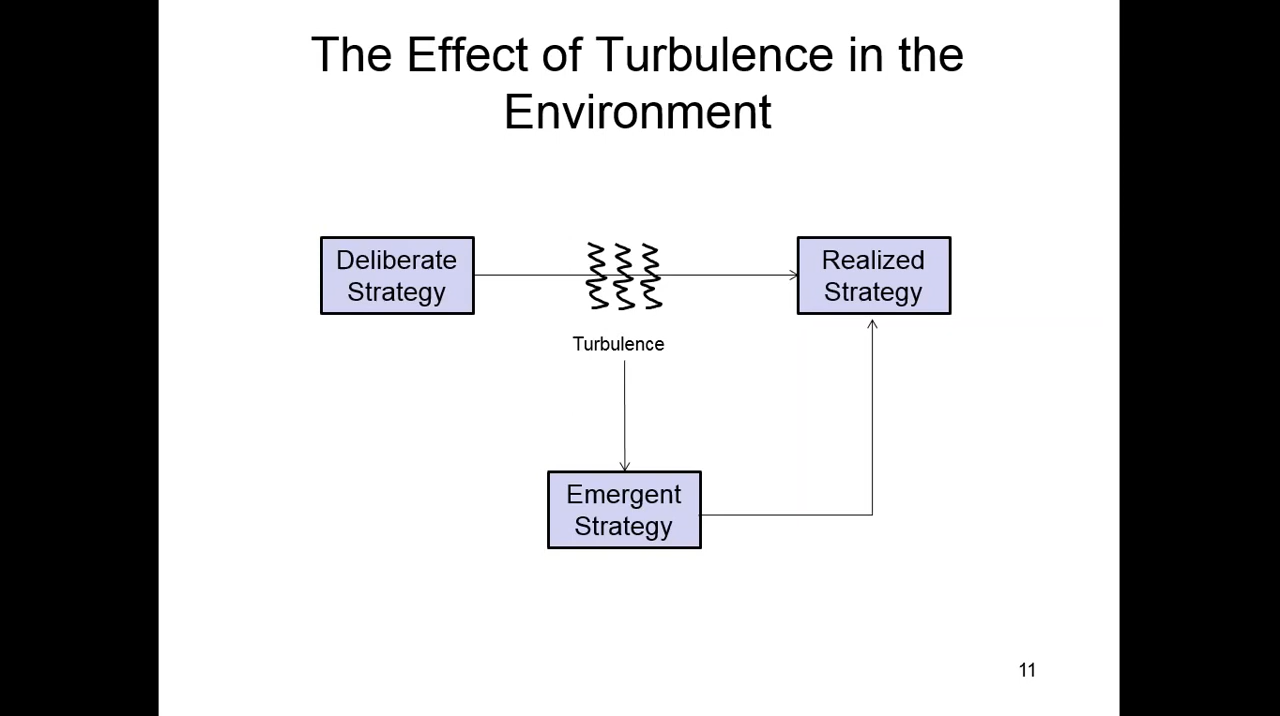 The Effect of Turbulence in the
Environment
Deliberate
Strategy
Realized
Strategy
Turbulence
Emergent
Strategy
11